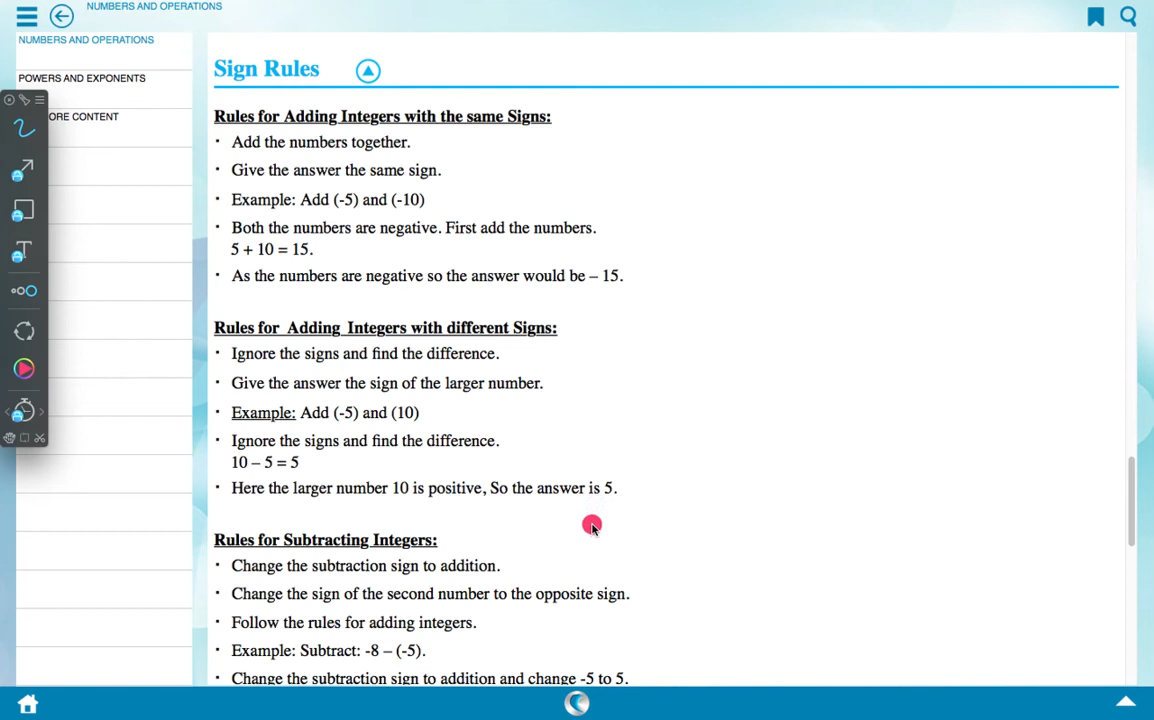 NUMBERS AND OPERATIONS
NUMBERS AND OPERATIONS
POWERS AND EXPONENTS
ORE CONTENT
Sign Rules
Rules for Adding Integers with the same Signs:
· Add the numbers together.
· Give the answer the same sign.
· Example: Add (-5) and (-10)
· Both the numbers are negative. First add the numbers.
5 + 10 = 15.
· As the numbers are negative so the answer would be – 15.
Rules for Adding Integers with different Signs:
· Ignore the signs and find the difference.
· Give the answer the sign of the larger number.
· Example: Add (-5) and (10)
· Ignore the signs and find the difference.
10 – 5 = 5
· Here the larger number 10 is positive, So the answer is 5.
Rules for Subtracting Integers:
· Change the subtraction sign to addition.
· Change the sign of the second number to the opposite sign.
· Follow the rules for adding integers.
· Example: Subtract: -8 – (-5).
· Change the subtraction sign to addition and change -5 to 5.